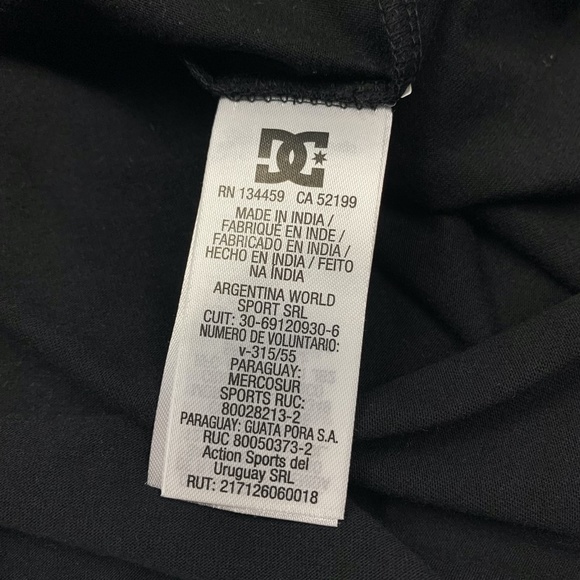 DC
RN 134459 CA 52199
MADE IN INDIA /
FABRIQUÉ EN INDE /
FABRICADO EN INDIA /
HECHO EN INDIA / FEITO
NA ÍNDIA
ARGENTINA WORLD
SPORT SRL
CUIT: 30-69120930-6
NUMERO DE VOLUNTARIO:
v-315/55
PARAGUAY:
MERCOSUR
SPORTS RUC:
80028213-2
PARAGUAY: GUATA PORA S.A.
RUC 80050373-2
Action Sports del
Uruguay SRL
RUT: 217126060018